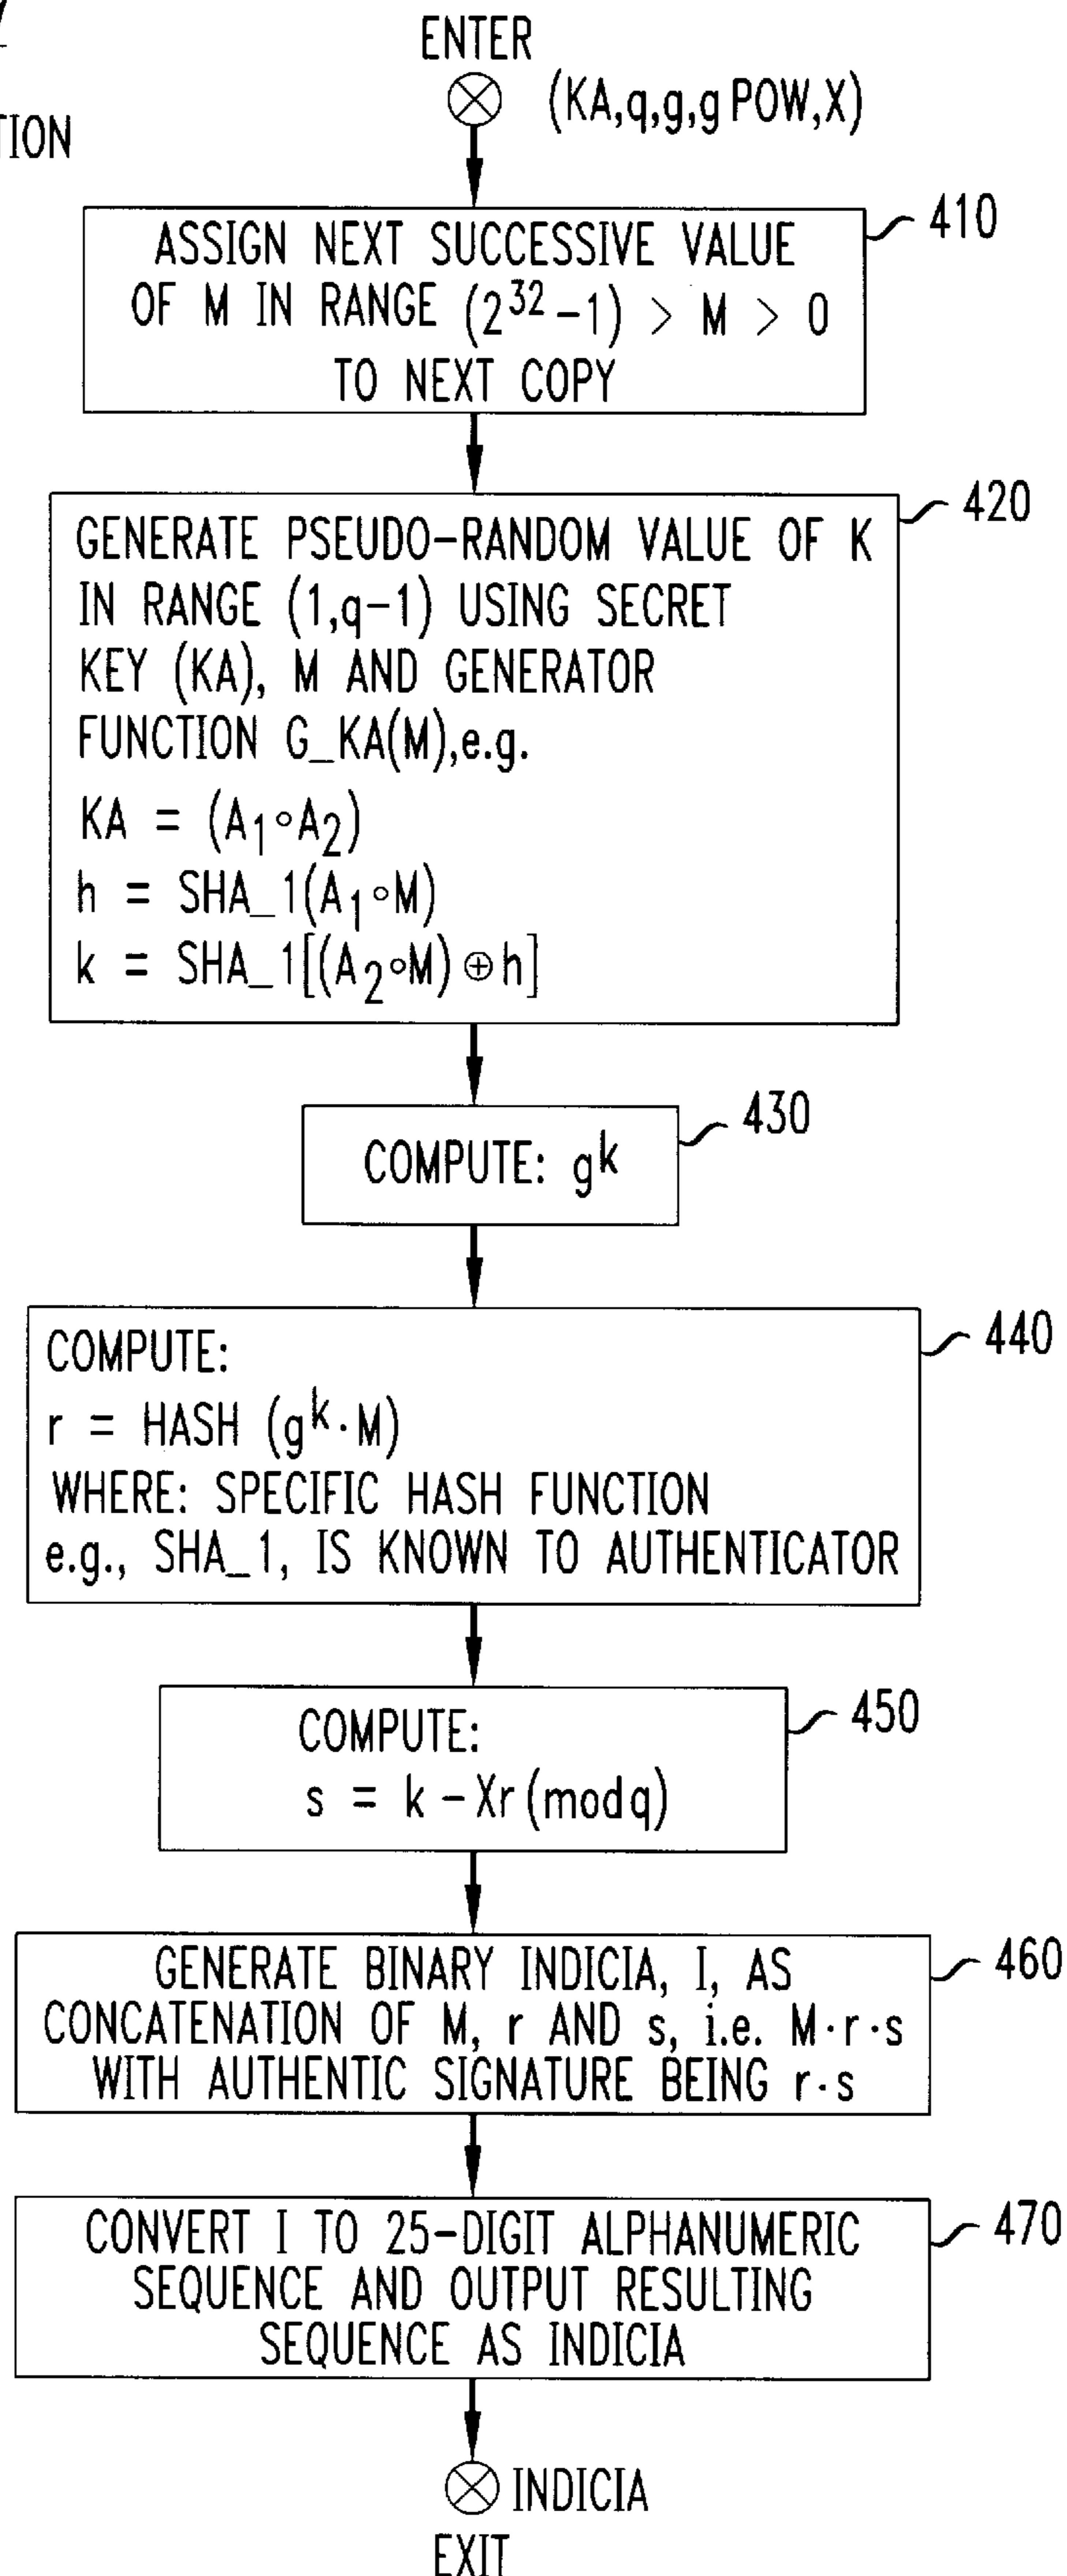 TION
ENTER
(KA,q,g,g POW,X)
410
ASSIGN NEXT SUCCESSIVE VALUE
OF M IN RANGE (2³²-1) > M > 0
TO NEXT COPY
420
GENERATE PSEUDO-RANDOM VALUE OF K
IN RANGE (1,q-1) USING SECRET
KEY (KA), M AND GENERATOR
FUNCTION G_KA(M),e.g.
KA = (A₁∘A₂)
h = SHA_1(A₁∘M)
k = SHA_1[(A₂∘M)⊕h]
430
COMPUTE: gᵏ
440
COMPUTE:
r = HASH (gᵏ·M)
WHERE: SPECIFIC HASH FUNCTION
e.g., SHA_1, IS KNOWN TO AUTHENTICATOR
450
COMPUTE:
s = k-Xr(modq)
460
GENERATE BINARY INDICIA, I, AS
CONCATENATION OF M, r AND s, i.e. M·r·s
WITH AUTHENTIC SIGNATURE BEING r·s
470
CONVERT I TO 25-DIGIT ALPHANUMERIC
SEQUENCE AND OUTPUT RESULTING
SEQUENCE AS INDICIA
INDICIA
EXIT